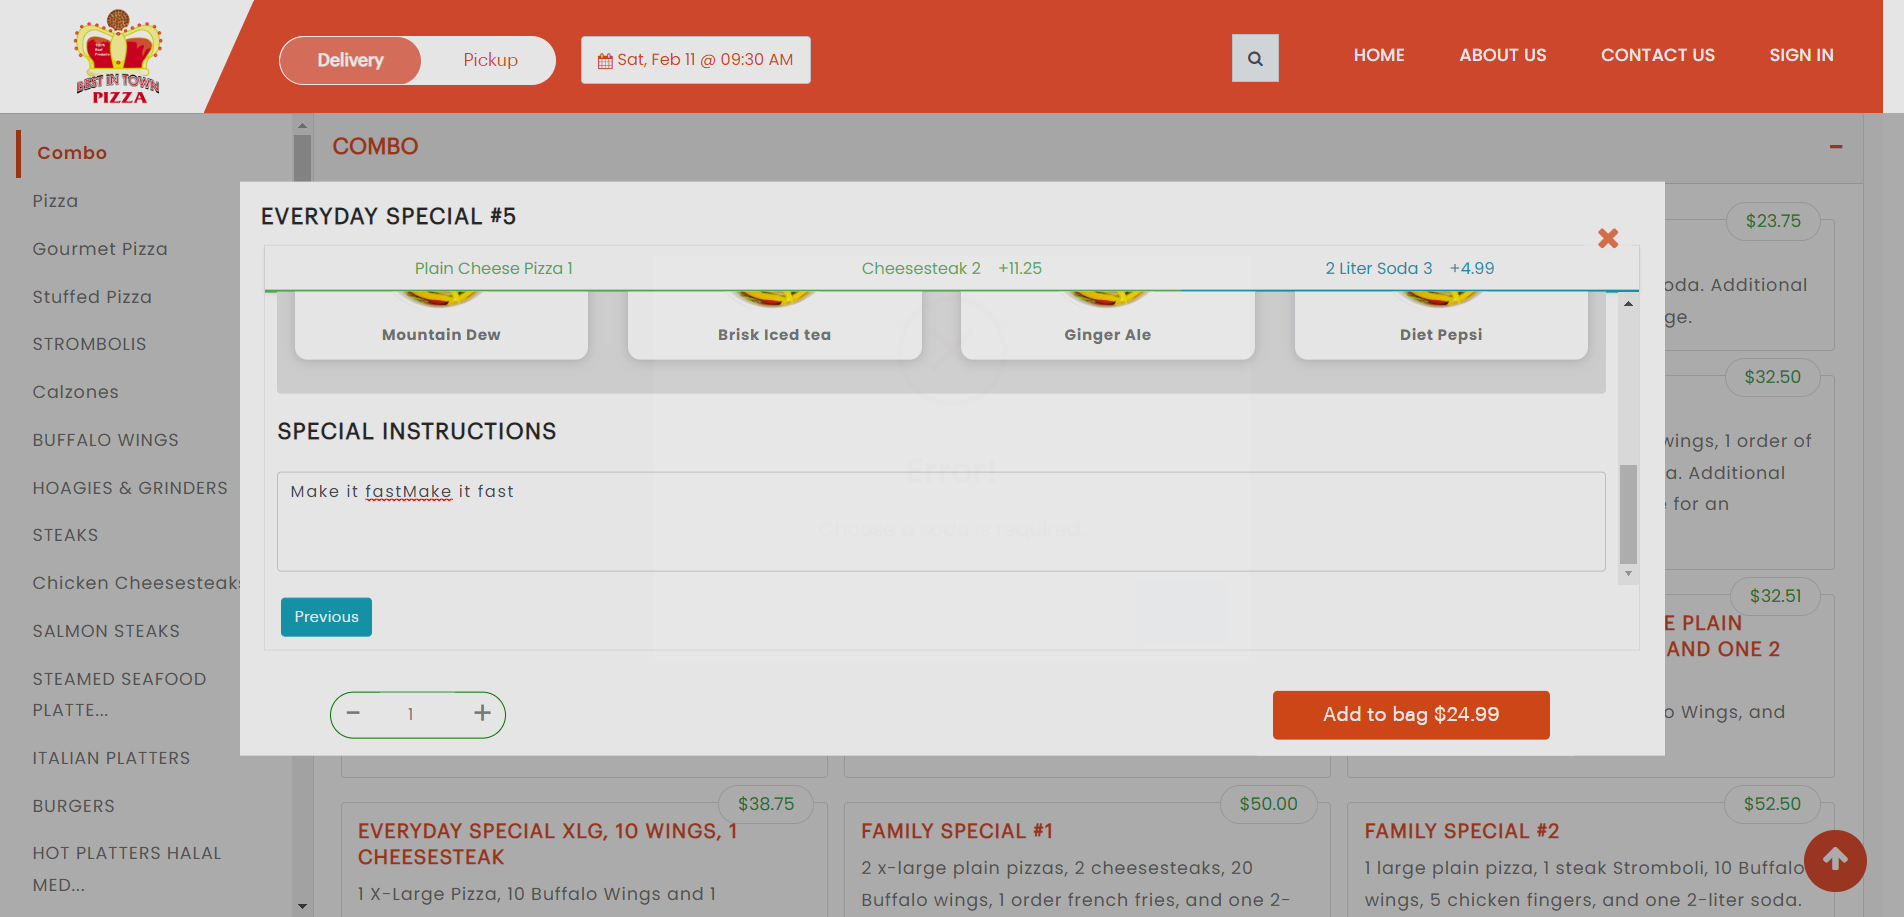 BEST IN TOWN
PIZZA
Delivery
Pickup
Sat, Feb 11 @ 09:30 AM
HOME
ABOUT US
CONTACT US
SIGN IN
Combo
Pizza
Gourmet Pizza
Stuffed Pizza
STROMBOLIS
Calzones
BUFFALO WINGS
HOAGIES & GRINDERS
STEAKS
Chicken Cheesesteaks
SALMON STEAKS
STEAMED SEAFOOD
PLATTE...
ITALIAN PLATTERS
BURGERS
HOT PLATTERS HALAL
MED...
COMBO
EVERYDAY SPECIAL #5
Plain Cheese Pizza 1
Cheesesteak 2 +11.25
2 Liter Soda 3 +4.99
Mountain Dew
Brisk Iced tea
Ginger Ale
Diet Pepsi
SPECIAL INSTRUCTIONS
Make it fastMake it fast
Error!
Previous
1
Add to bag $24.99
$23.75
oda. Additional
ge.
$32.50
wings, 1 order of
a. Additional
for an
$32.51
E PLAIN
AND ONE 2
o Wings, and
$38.75
EVERYDAY SPECIAL XLG, 10 WINGS, 1
CHEESESTEAK
1 X-Large Pizza, 10 Buffalo Wings and 1
$50.00
FAMILY SPECIAL #1
2 x-large plain pizzas, 2 cheesesteaks, 20
Buffalo wings, 1 order french fries, and one 2-
$52.50
FAMILY SPECIAL #2
1 large plain pizza, 1 steak Stromboli, 10 Buffalo
wings, 5 chicken fingers, and one 2-liter soda.